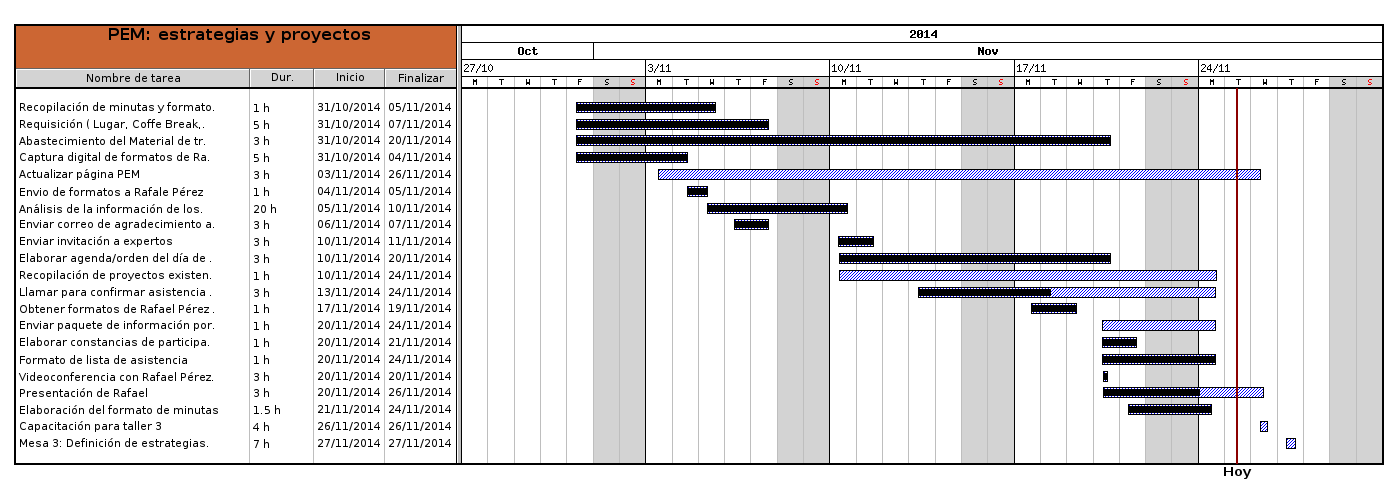 PEM: estrategias y proyectos
Nombre de tarea Dur. Inicio Finalizar
2014
Oct Nov
27/10 3/11 10/11 17/11 24/11
M T W T F S S M T W T F S S M T W T F S S M T W T F S S M T W T F S S
Recopilación de minutas y formato. 1 h 31/10/2014 05/11/2014
Requisición ( Lugar, Coffe Break,. 5 h 31/10/2014 07/11/2014
Abastecimiento del Material de tr. 3 h 31/10/2014 20/11/2014
Captura digital de formatos de Ra. 5 h 31/10/2014 04/11/2014
Actualizar página PEM 3 h 03/11/2014 26/11/2014
Envio de formatos a Rafale Pérez 1 h 04/11/2014 05/11/2014
Análisis de la información de los. 20 h 05/11/2014 10/11/2014
Enviar correo de agradecimiento a. 3 h 06/11/2014 07/11/2014
Enviar invitación a expertos 3 h 10/11/2014 11/11/2014
Elaborar agenda/orden del día de . 3 h 10/11/2014 20/11/2014
Recopilación de proyectos existen. 1 h 10/11/2014 24/11/2014
Llamar para confirmar asistencia . 3 h 13/11/2014 24/11/2014
Obtener formatos de Rafael Pérez . 1 h 17/11/2014 19/11/2014
Enviar paquete de información por. 1 h 20/11/2014 24/11/2014
Elaborar constancias de participa. 1 h 20/11/2014 21/11/2014
Formato de lista de asistencia 1 h 20/11/2014 24/11/2014
Videoconferencia con Rafael Pérez. 3 h 20/11/2014 20/11/2014
Presentación de Rafael 3 h 20/11/2014 26/11/2014
Elaboración del formato de minutas 1.5 h 21/11/2014 24/11/2014
Capacitación para taller 3 4 h 26/11/2014 26/11/2014
Mesa 3: Definición de estrategias. 7 h 27/11/2014 27/11/2014
Hoy